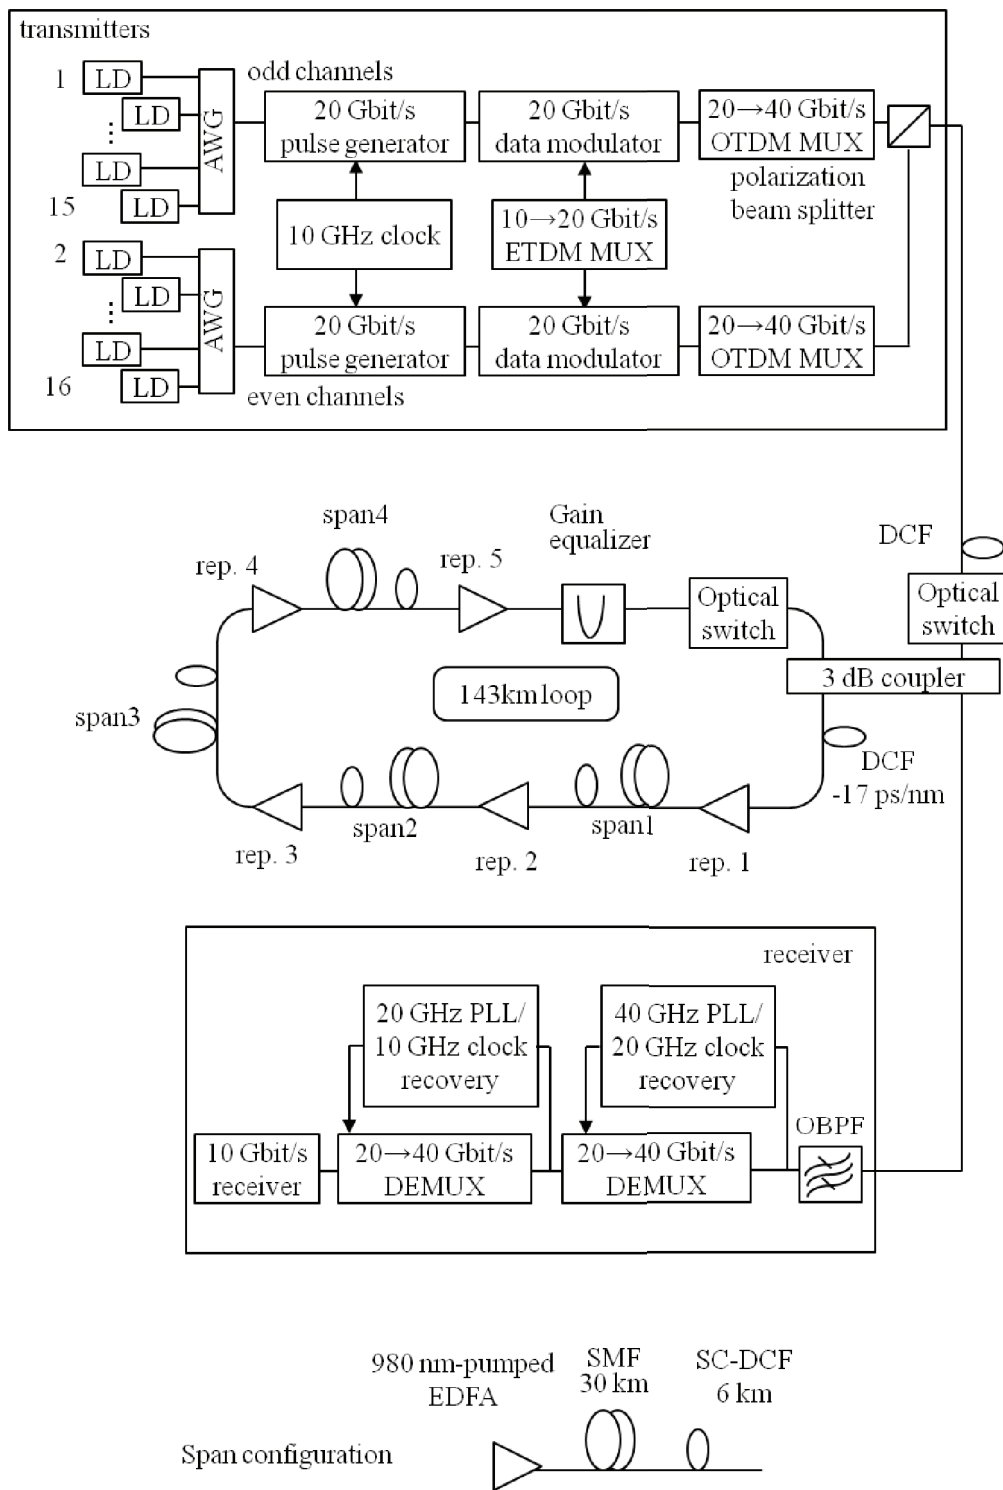 transmitters
1
LD
odd channels
LD
⋮
LD
15
LD
AWG
20 Gbit/s
pulse generator
20 Gbit/s
data modulator
20→40 Gbit/s
OTDM MUX
polarization
beam splitter
10 GHz clock
10→20 Gbit/s
ETDM MUX
2
LD
LD
⋮
LD
16
LD
AWG
20 Gbit/s
pulse generator
20 Gbit/s
data modulator
20→40 Gbit/s
OTDM MUX
even channels
DCF
Optical
switch
span4
Gain
equalizer
rep. 4
rep. 5
Optical
switch
3 dB coupler
143km loop
span3
DCF
-17 ps/nm
span2
span1
rep. 3
rep. 2
rep. 1
receiver
20 GHz PLL/
10 GHz clock
recovery
40 GHz PLL/
20 GHz clock
recovery
OBPF
10 Gbit/s
receiver
20→40 Gbit/s
DEMUX
20→40 Gbit/s
DEMUX
980 nm-pumped
EDFA
SMF
30 km
SC-DCF
6 km
Span configuration